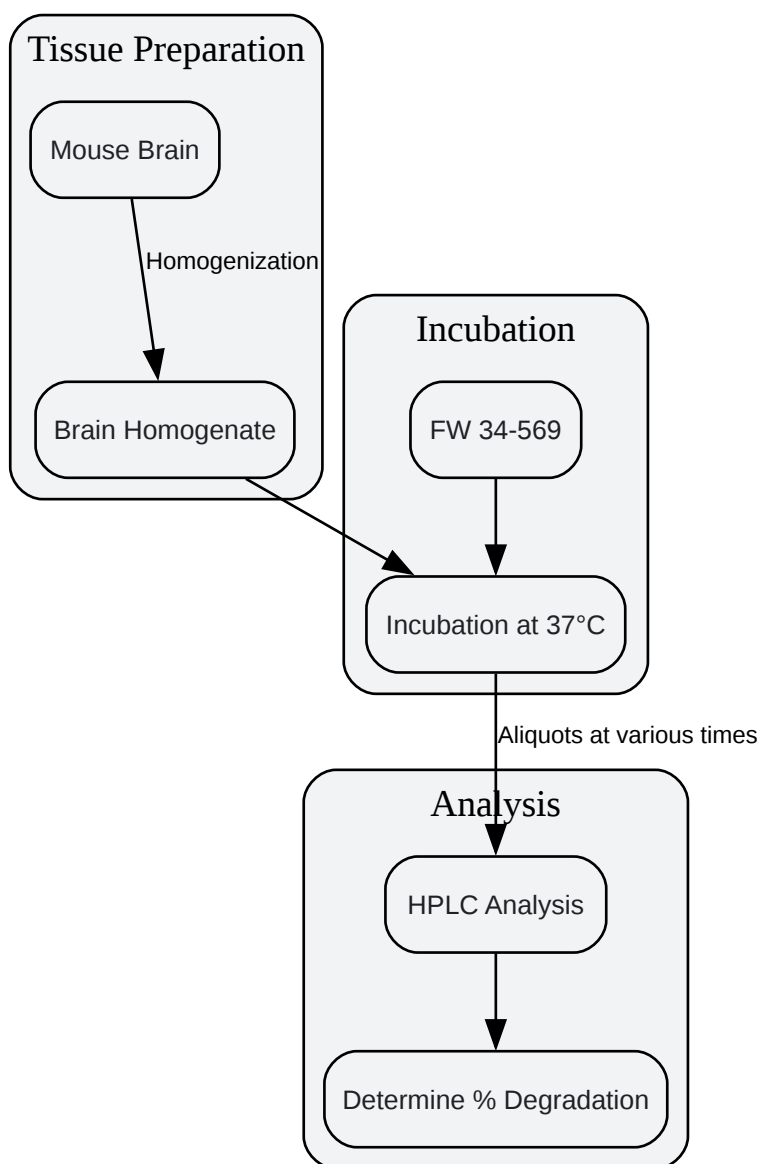 Tissue Preparation
Mouse Brain
Homogenization
Brain Homogenate
Incubation
FW 34-569
Incubation at 37°C
Aliquots at various times
Analysis
HPLC Analysis
Determine % Degradation